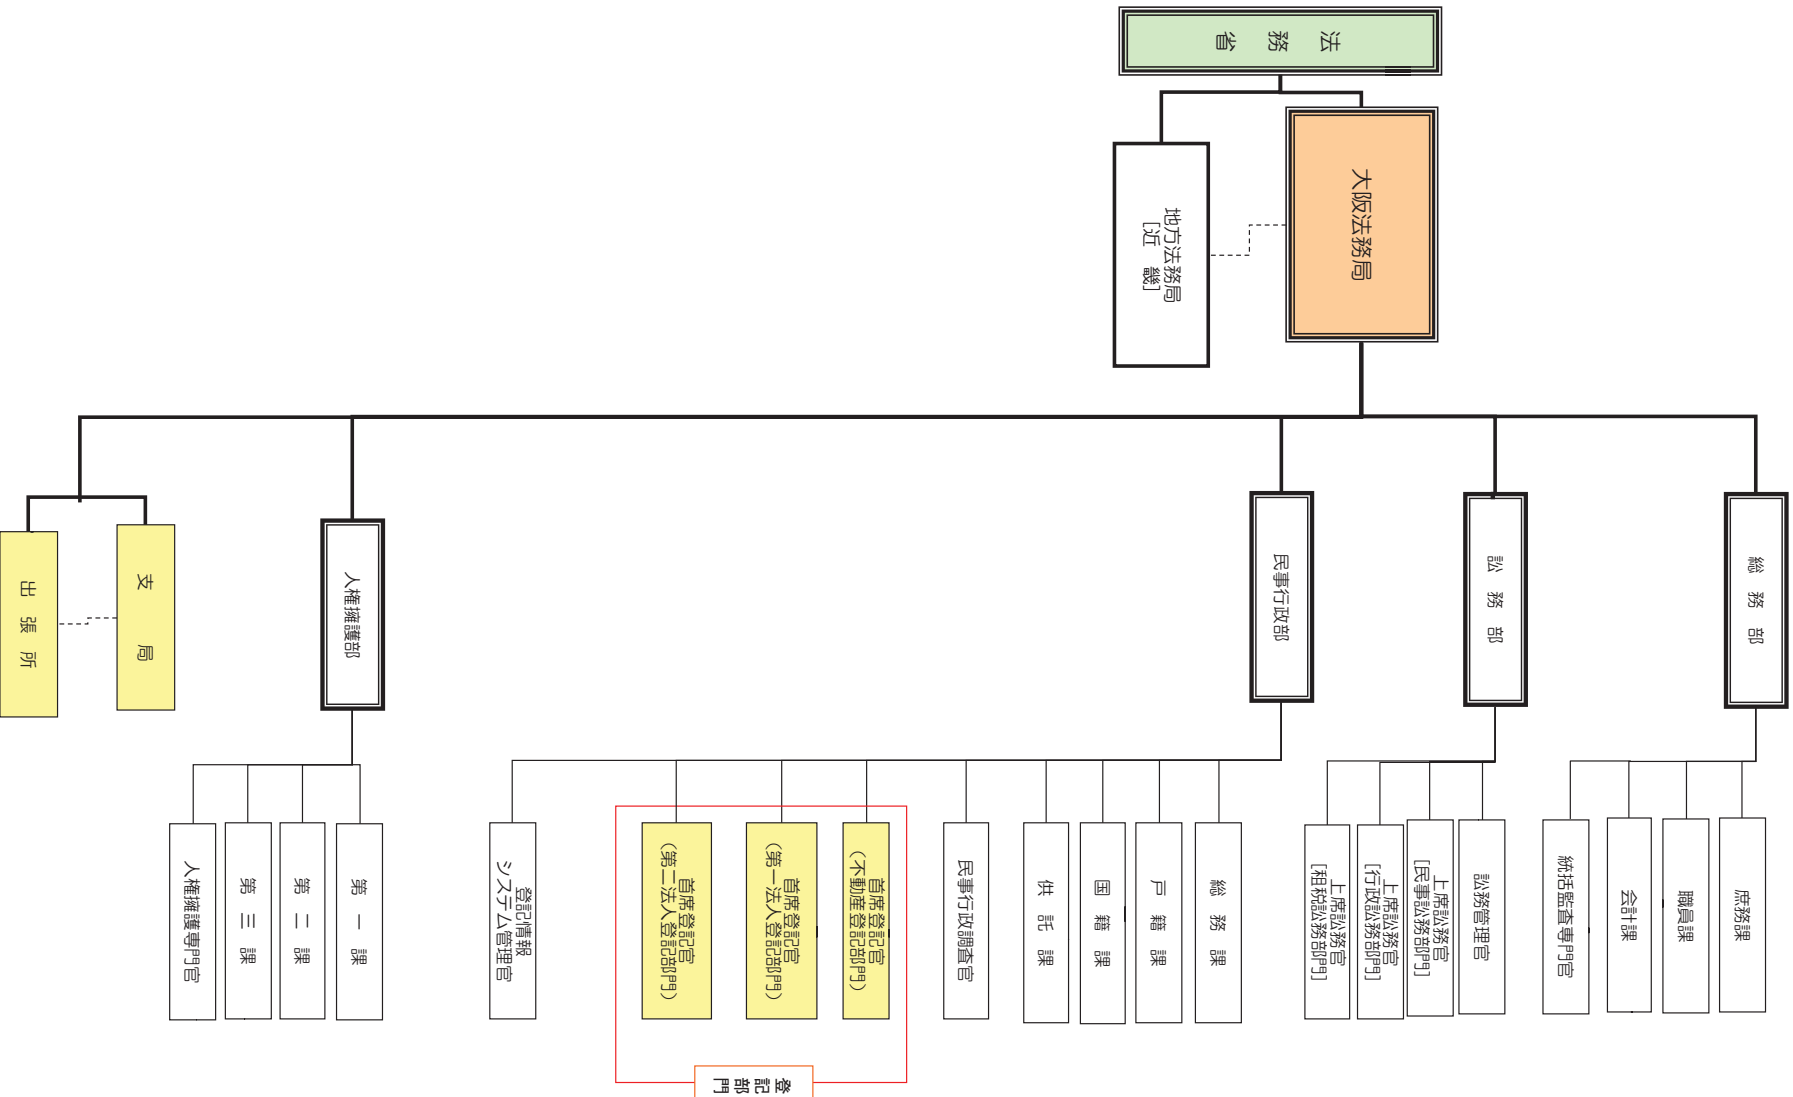 法務省
大阪法務局
地方法務局
[近畿]
総務部
訟務部
民事行政部
人権擁護部
支局
出張所
庶務課
職員課
会計課
統括監査専門官
訟務管理官
上席訟務官
[民事訟務部門]
上席訟務官
[行政訟務部門]
上席訟務官
[租税訟務部門]
総務課
戸籍課
国籍課
供託課
民事行政調査官
首席登記官
(不動産登記部門)
首席登記官
(第一法人登記部門)
首席登記官
(第二法人登記部門)
登記情報
システム管理官
第一課
第二課
第三課
人権擁護専門官
登記部門